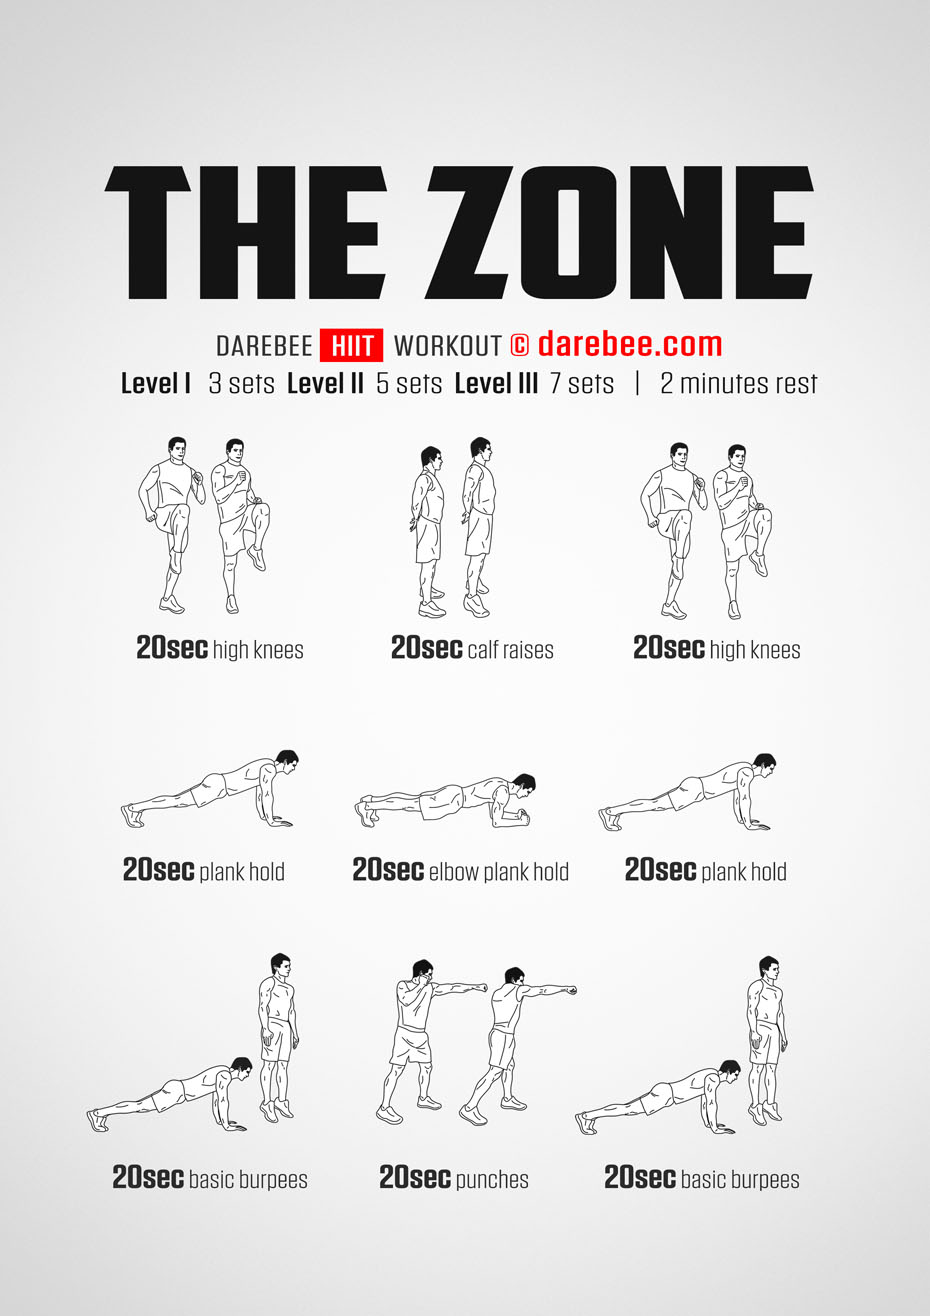 THE ZONE
DAREBEE HIIT WORKOUT © darebee.com
Level I 3 sets Level II 5 sets Level III 7 sets | 2 minutes rest
20sec high knees
20sec calf raises
20sec high knees
20sec plank hold
20sec elbow plank hold
20sec plank hold
20sec basic burpees
20sec punches
20sec basic burpees